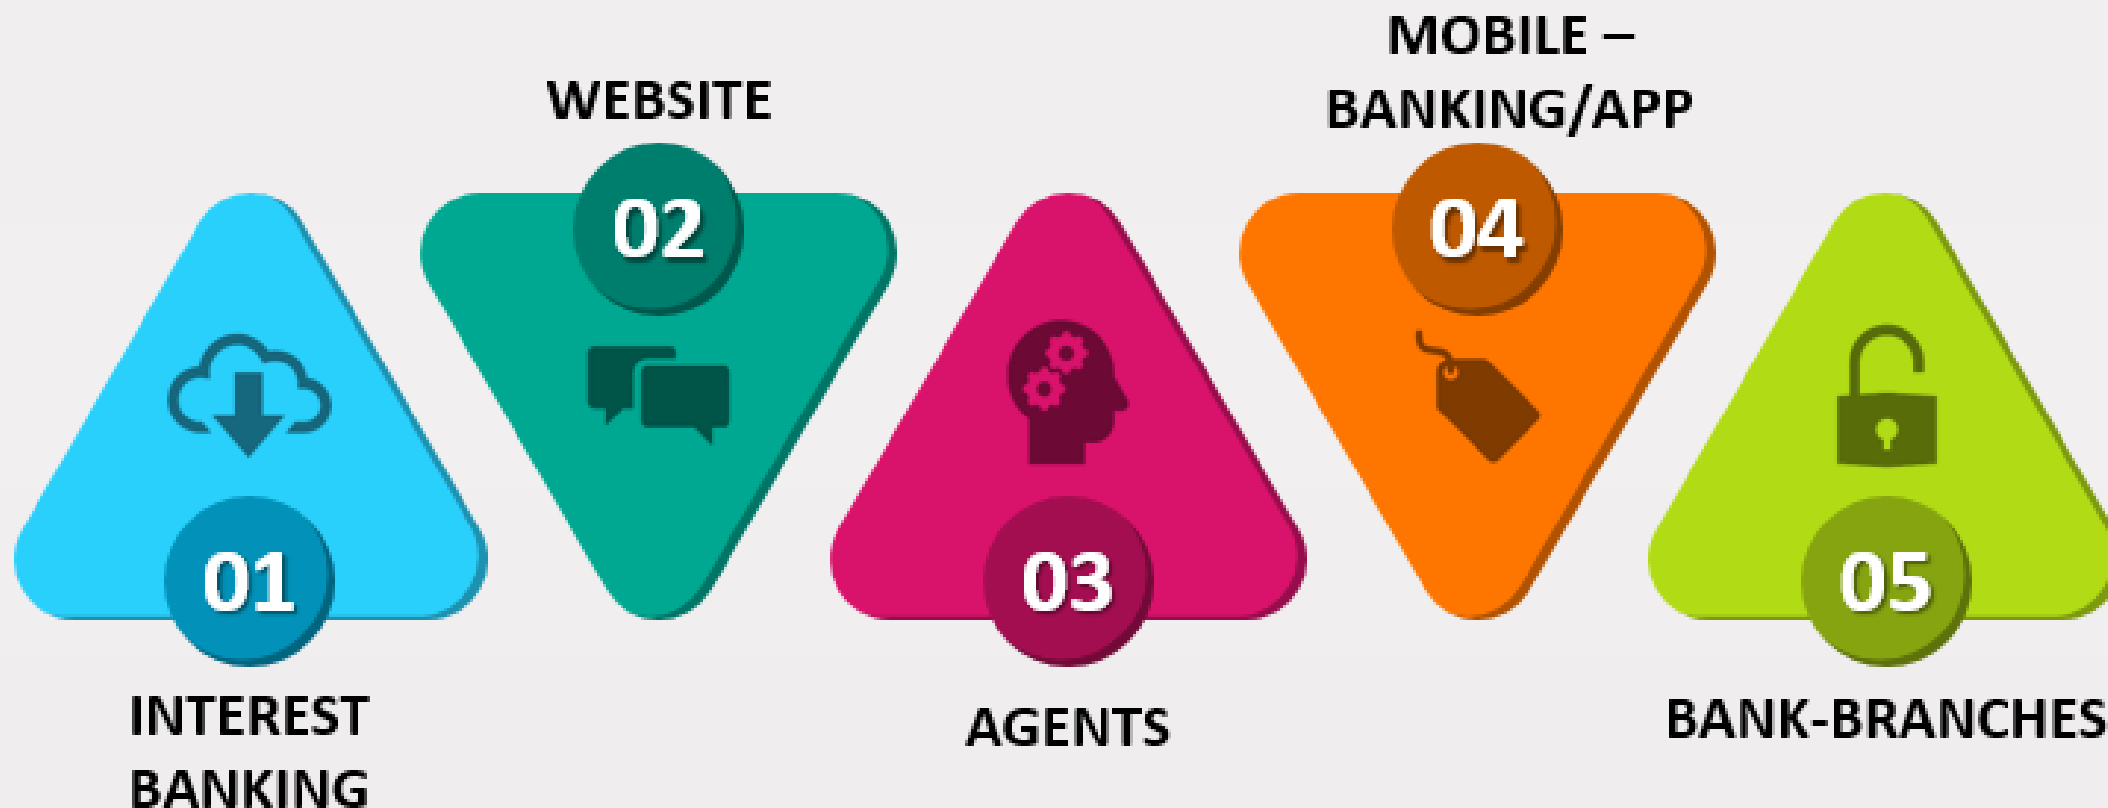 01
INTEREST
BANKING
WEBSITE
02
03
AGENTS
MOBILE –
BANKING/APP
04
05
BANK-BRANCHES